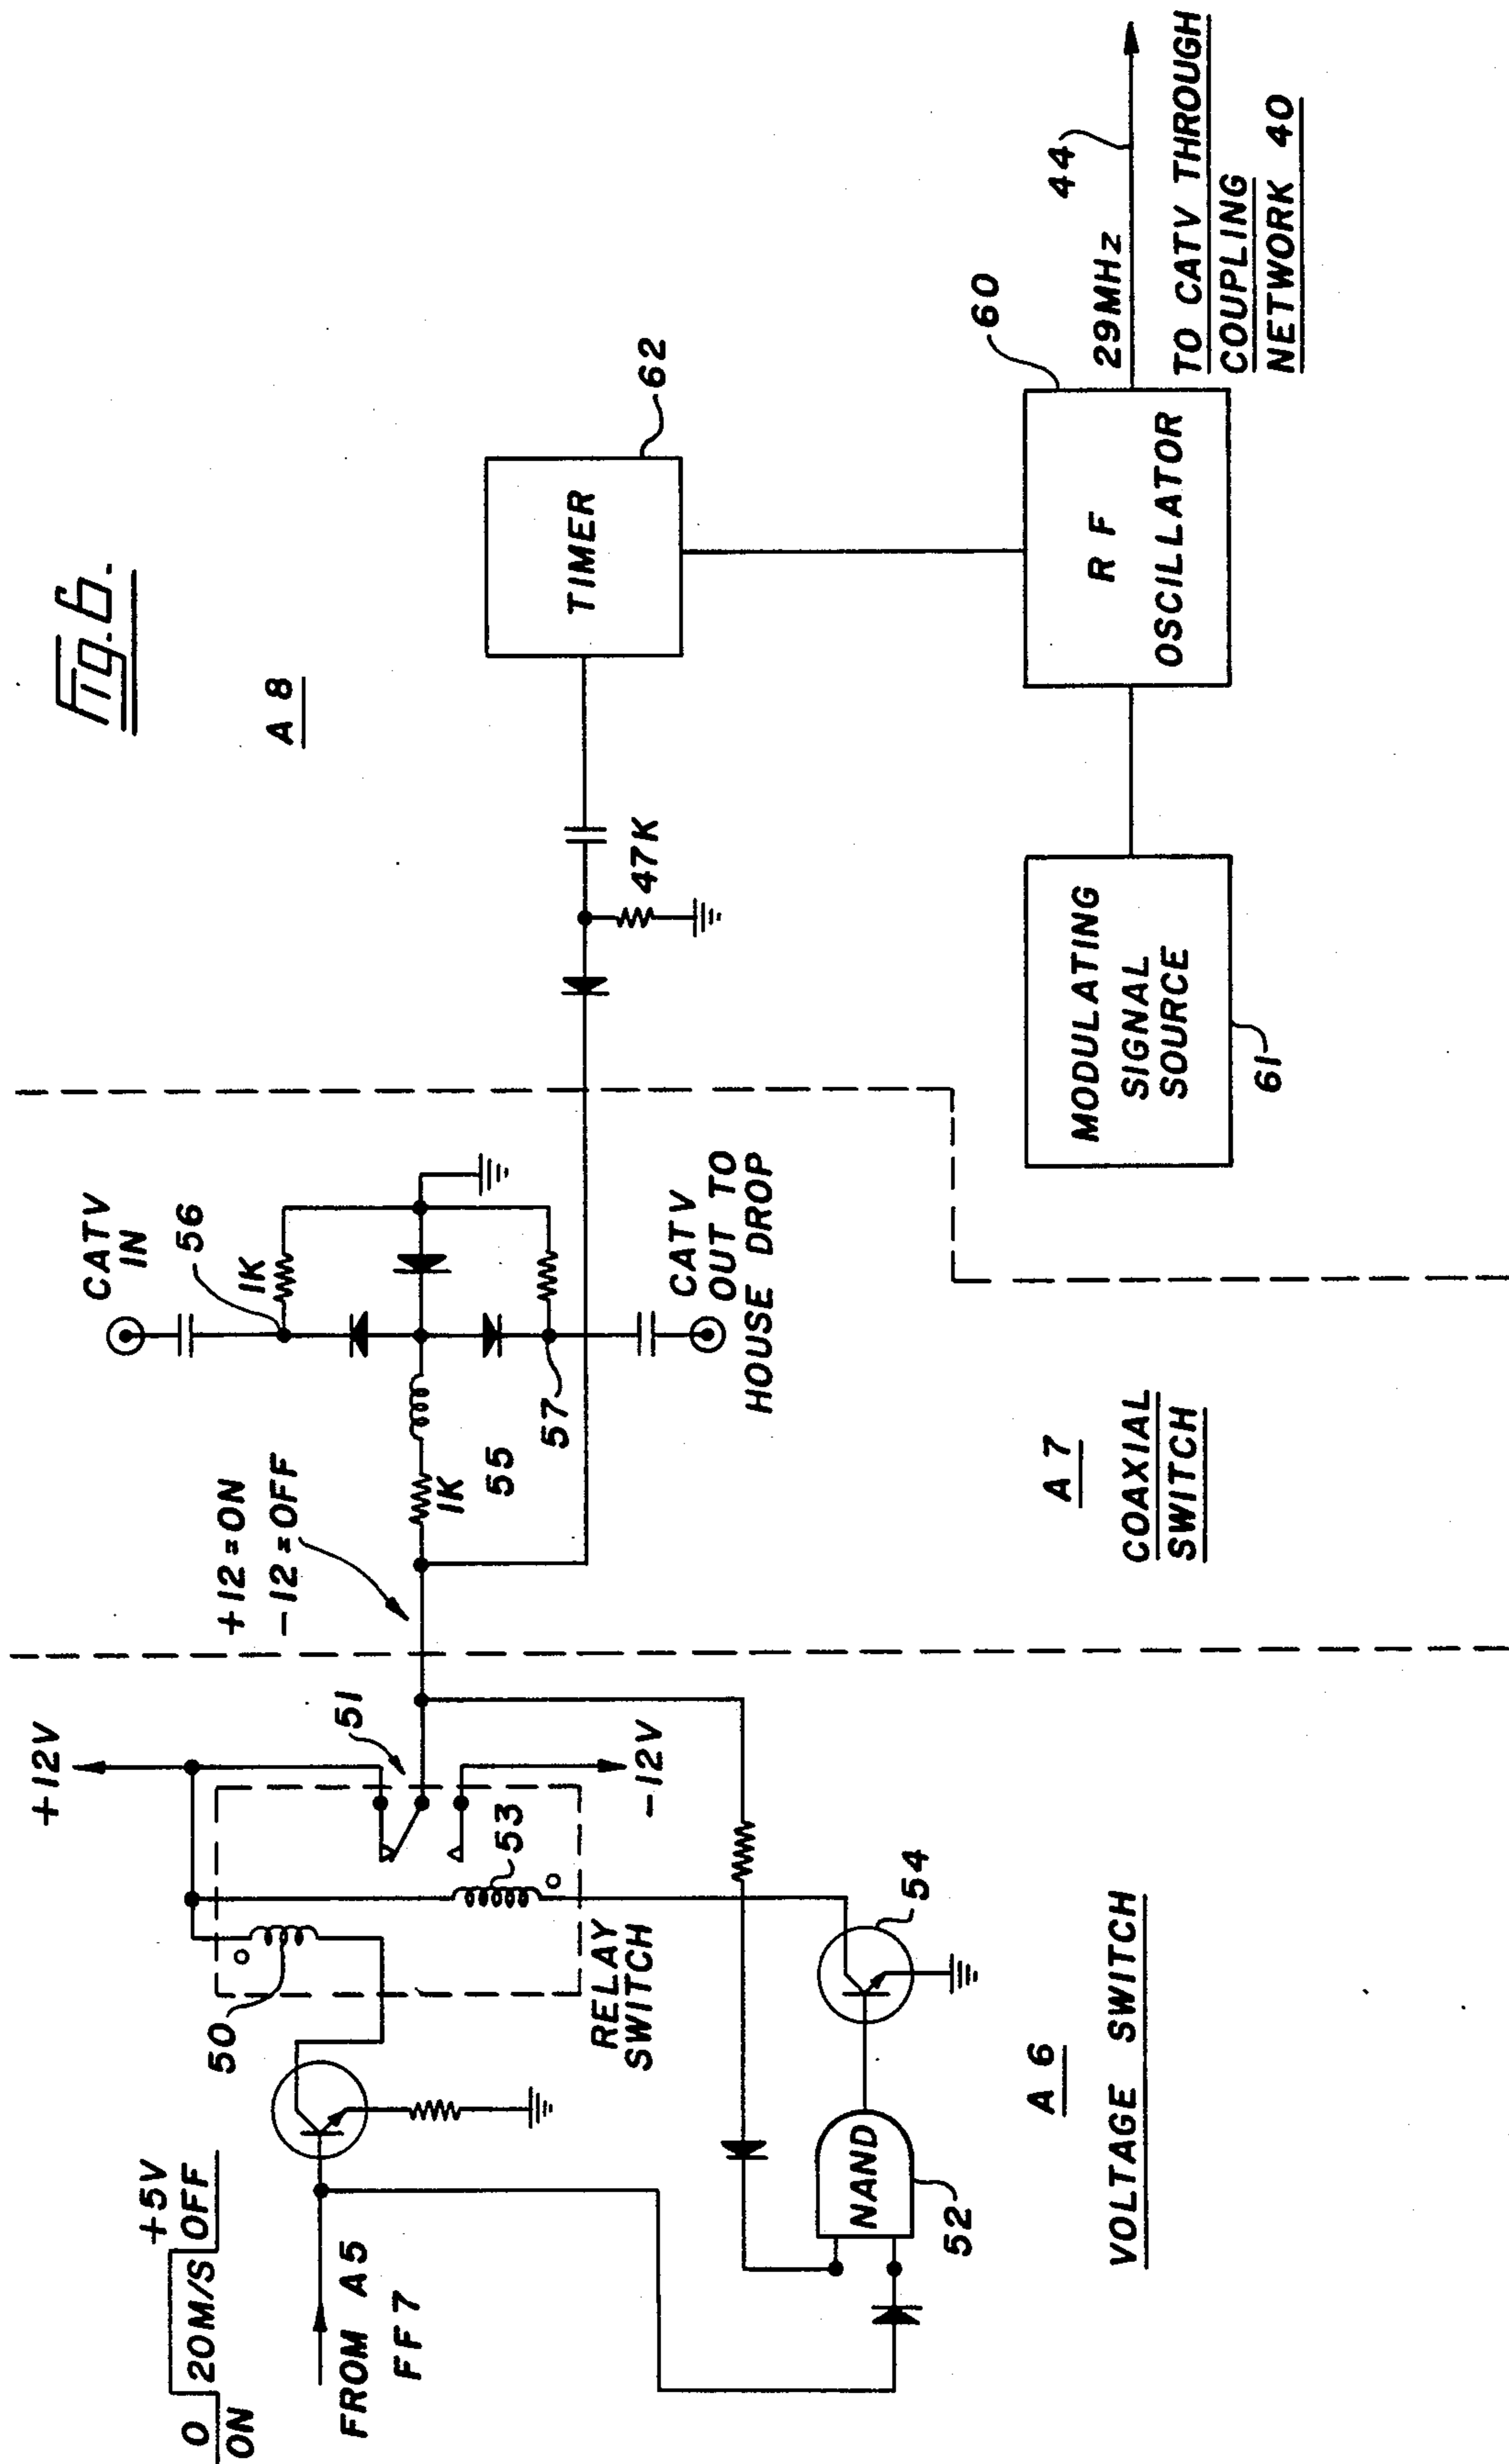 Fig. 6.
A 8
+5V
0 20M/S OFF
ON
FROM A5
FF7
50
+12V
51
53
-12V
RELAY
SWITCH
54
NAND
52
A 6
VOLTAGE SWITCH
+12 = ON
-12 = OFF
1K
55
CATV
IN
56
1K
57
CATV
OUT TO
HOUSE DROP
A 7
COAXIAL
SWITCH
47K
TIMER
62
MODULATING
SIGNAL
SOURCE
61
R F
OSCILLATOR
60
29MHz
44
TO CATV THROUGH
COUPLING
NETWORK 40